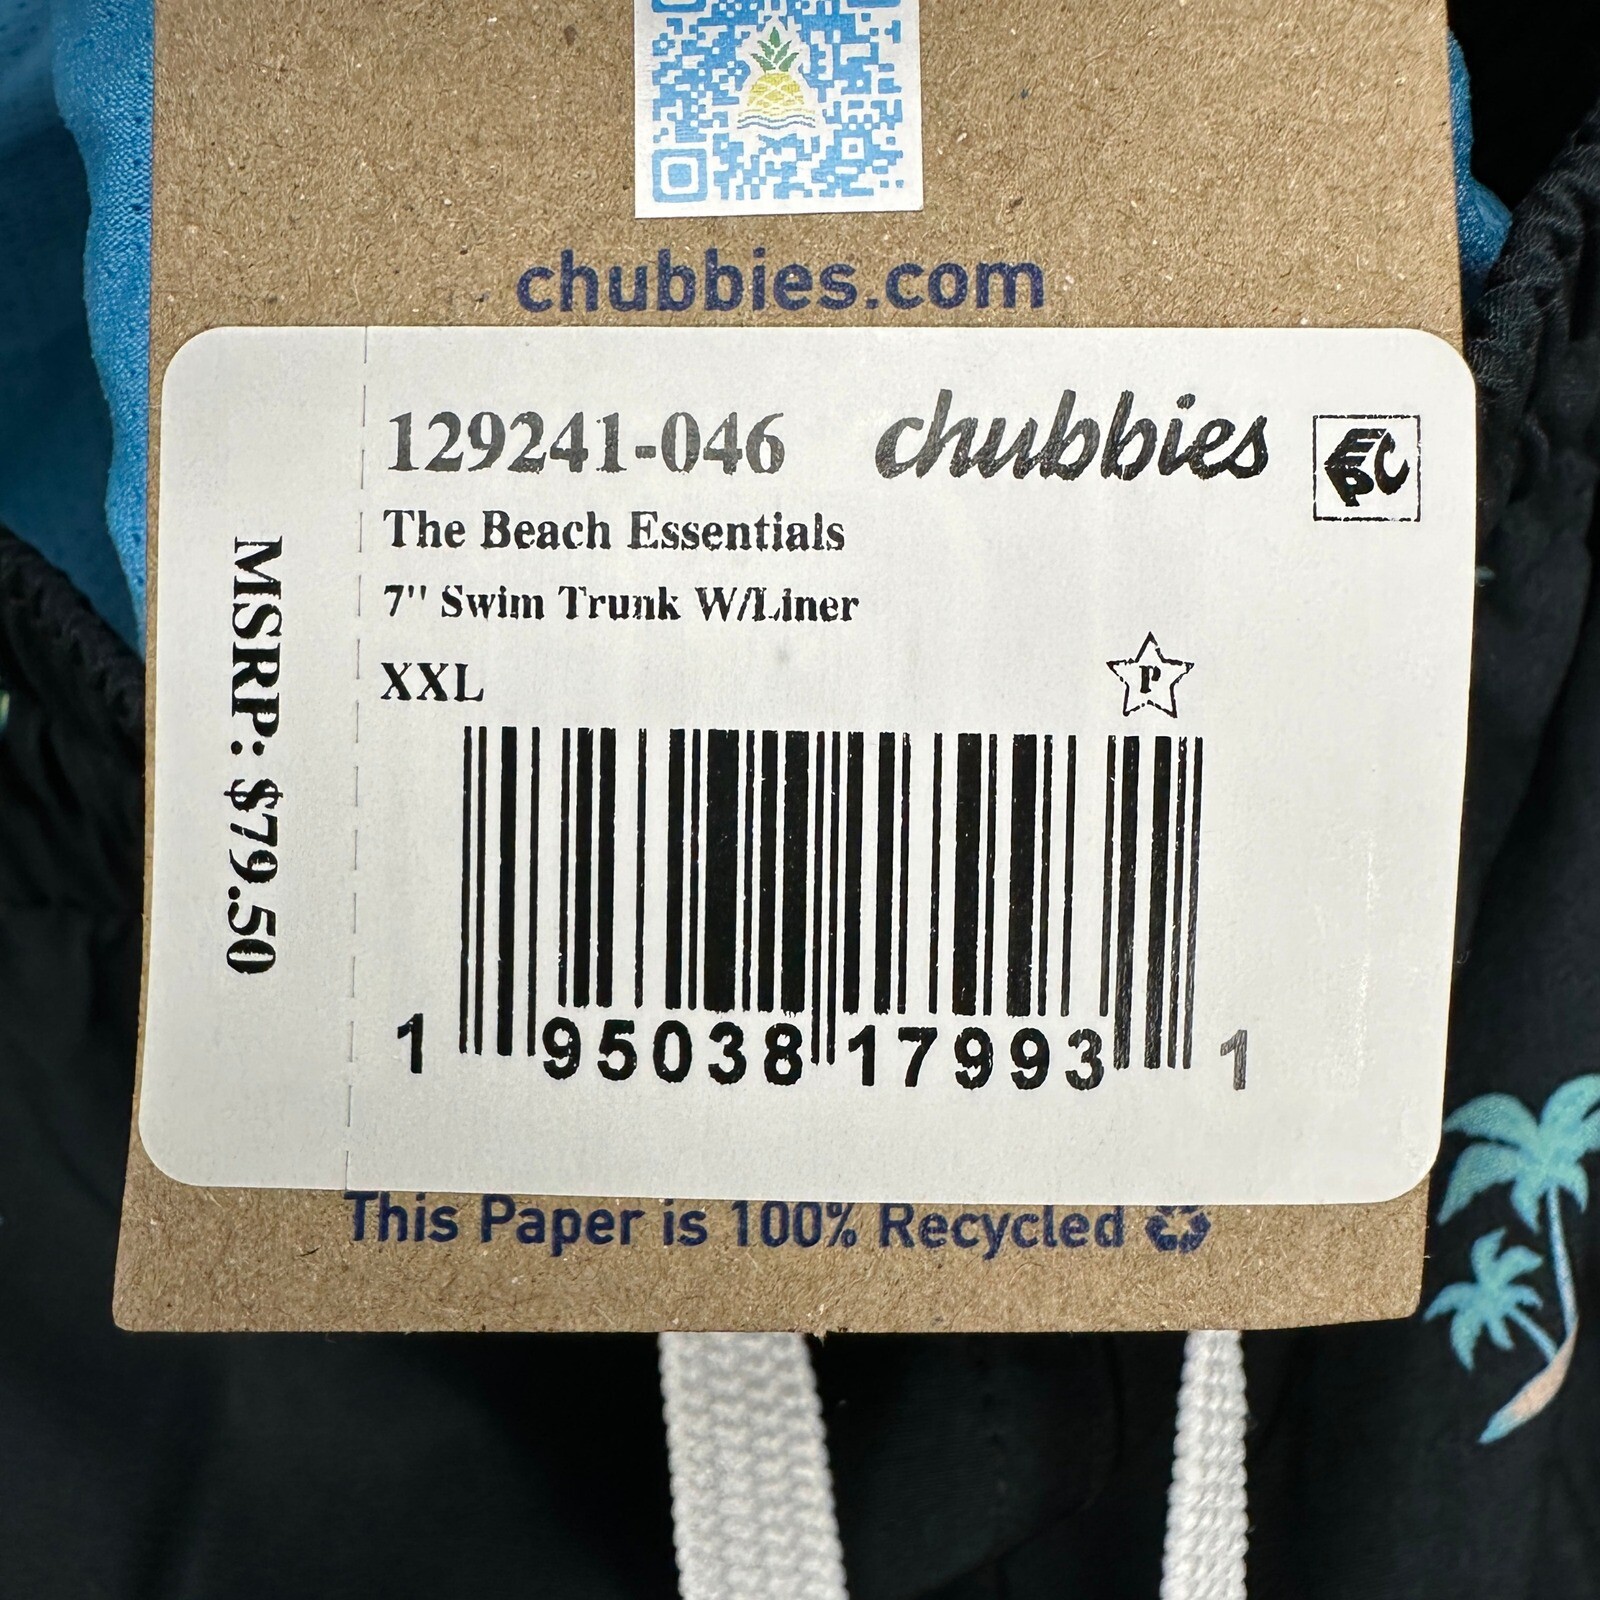 chubbies.com
129241-046
chubbies
The Beach Essentials
7" Swim Trunk W/Liner
XXL
P
MSRP: $79.50
1 95038 17993 1
This Paper is 100% Recycled